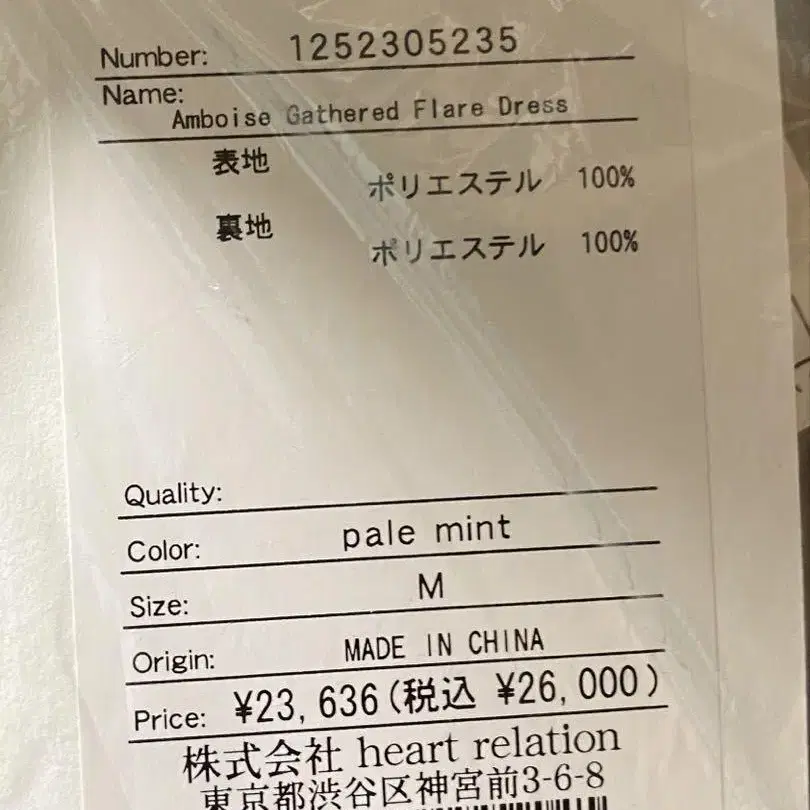 Number: 1252305235
Name:
Amboise Gathered Flare Dress
表地
ポリエステル 100%
裏地
ポリエステル 100%
Quality:
Color: pale mint
Size: M
Origin: MADE IN CHINA
Price: ¥23,636(税込 ¥26,000)
株式会社 heart relation
東京都渋谷区神宮前3-6-8